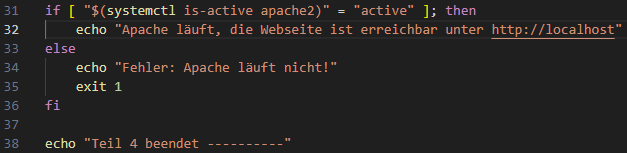 31 if [ "$(systemctl is-active apache2)" = "active" ]; then
32     echo "Apache läuft, die Webseite ist erreichbar unter http://localhost"
33 else
34     echo "Fehler: Apache läuft nicht!"
35     exit 1
36 fi
37
38 echo "Teil 4 beendet ----------"